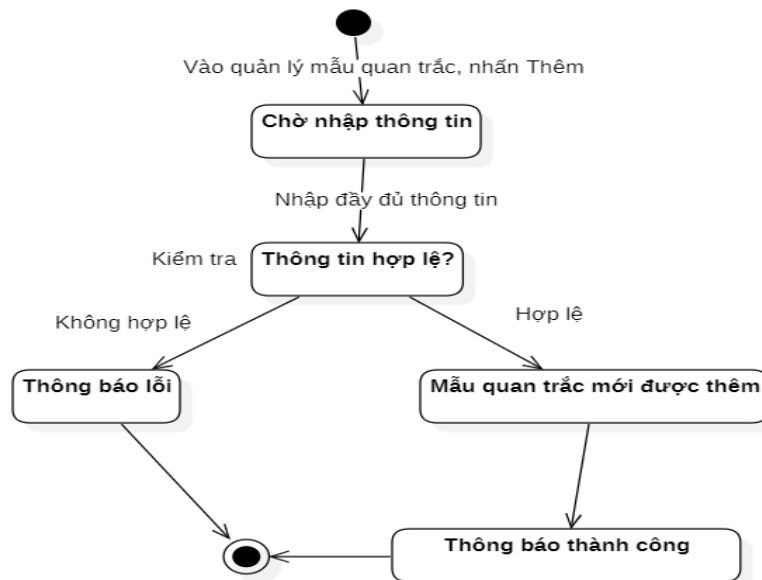 Vào quản lý mẫu quan trắc, nhấn Thêm
Chờ nhập thông tin
Nhập đầy đủ thông tin
Kiểm tra
Thông tin hợp lệ?
Không hợp lệ
Hợp lệ
Thông báo lỗi
Mẫu quan trắc mới được thêm
Thông báo thành công